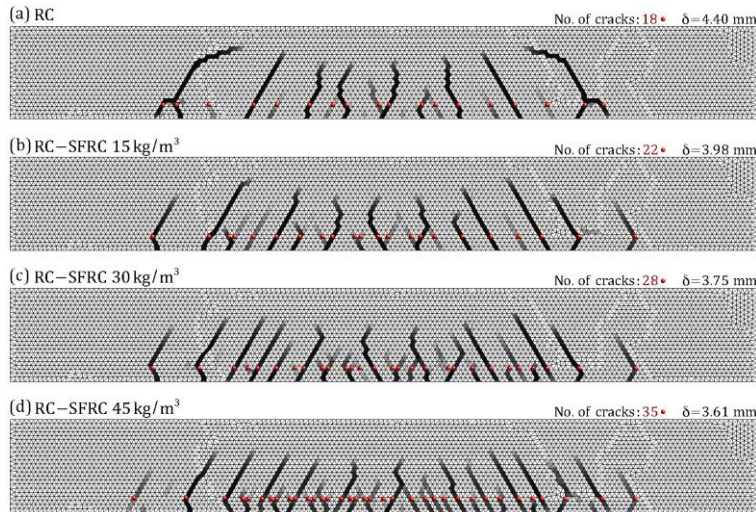 (a) RC
No. of cracks: 18 δ=4.40 mm
(b) RC−SFRC 15 kg/m³
No. of cracks: 22 δ=3.98 mm
(c) RC−SFRC 30 kg/m³
No. of cracks: 28 δ=3.75 mm
(d) RC−SFRC 45 kg/m³
No. of cracks: 35 δ=3.61 mm